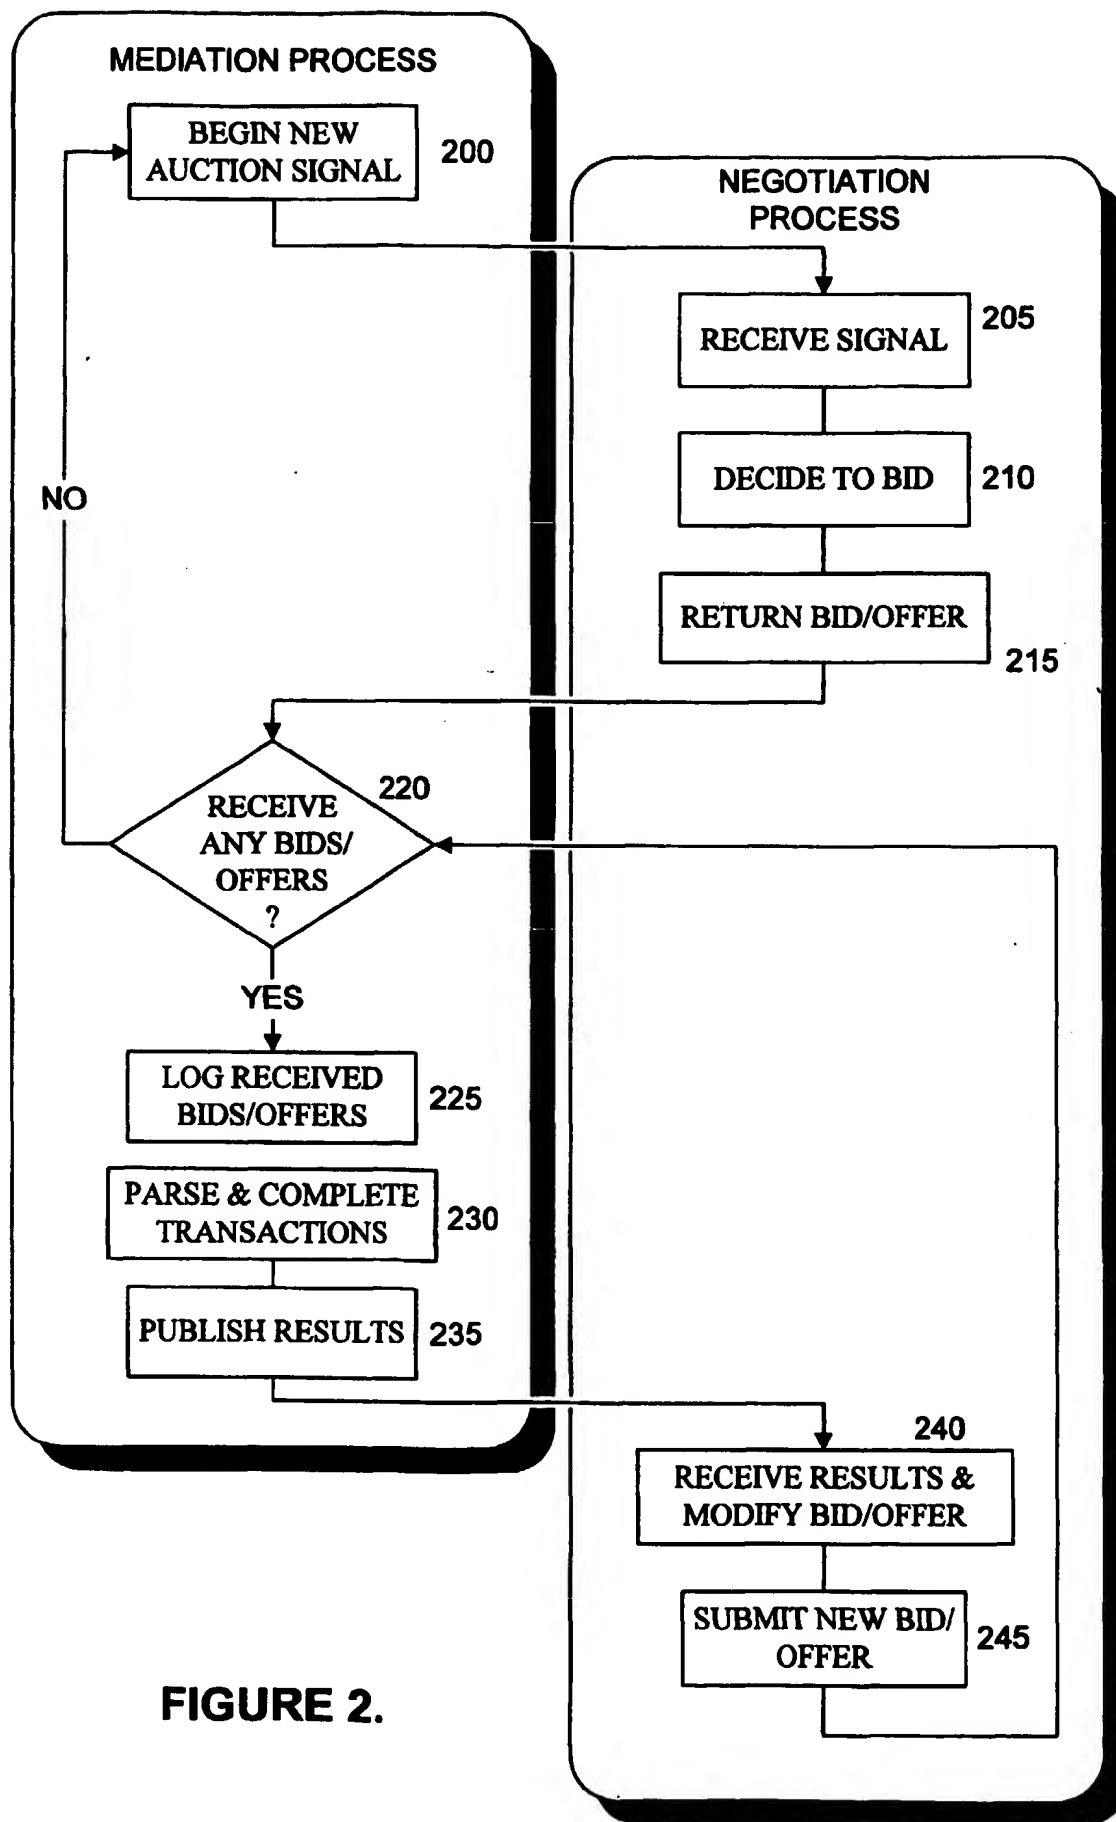 MEDIATION PROCESS
BEGIN NEW
AUCTION SIGNAL
200
NEGOTIATION
PROCESS
RECEIVE SIGNAL
205
DECIDE TO BID
210
RETURN BID/OFFER
215
NO
RECEIVE
ANY BIDS/
OFFERS
?
220
YES
LOG RECEIVED
BIDS/OFFERS
225
PARSE & COMPLETE
TRANSACTIONS
230
PUBLISH RESULTS
235
240
RECEIVE RESULTS &
MODIFY BID/OFFER
SUBMIT NEW BID/
OFFER
245
FIGURE 2.